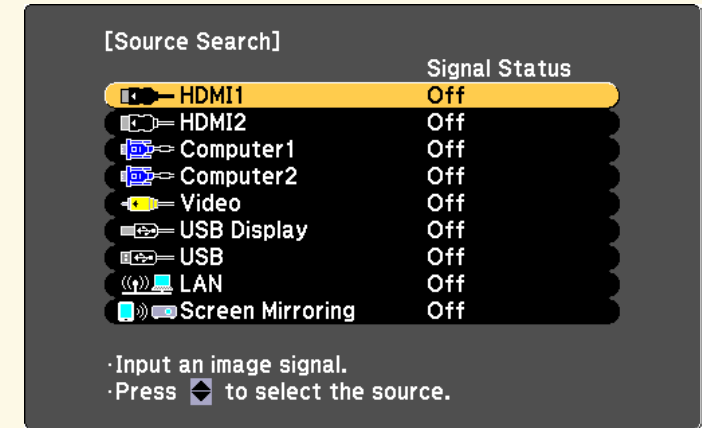 [Source Search]
Signal Status
HDMI1 Off
HDMI2 Off
Computer1 Off
Computer2 Off
Video Off
USB Display Off
USB Off
LAN Off
Screen Mirroring Off
·Input an image signal.
·Press to select the source.